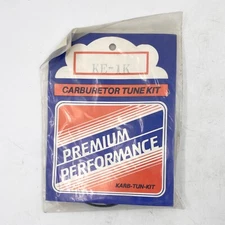 KE-1K
CARBURETOR TUNE KIT
PREMIUM
PERFORMANCE
KARB-TUN-KIT